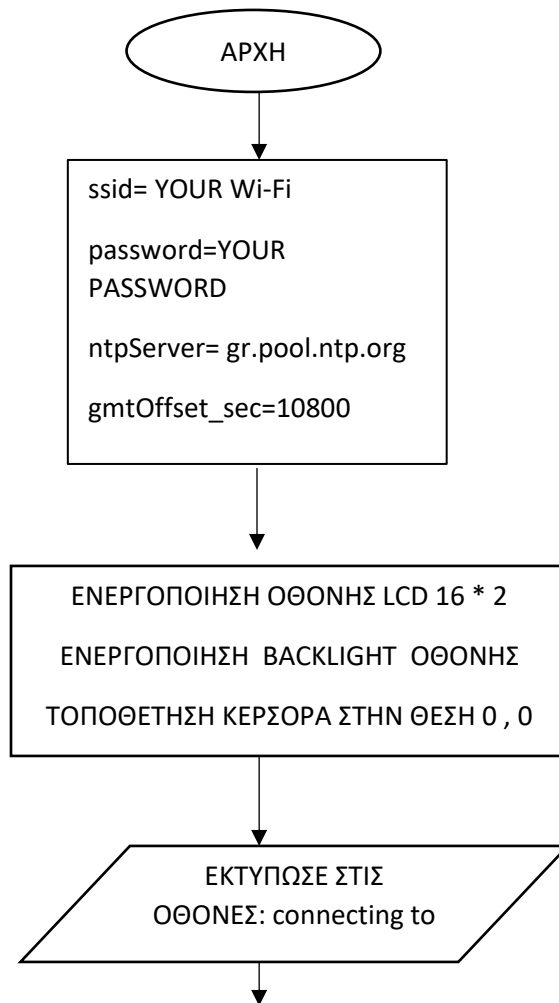 ΑΡΧΗ
ssid= YOUR Wi-Fi
password=YOUR
PASSWORD
ntpServer= gr.pool.ntp.org
gmtOffset_sec=10800
ΕΝΕΡΓΟΠΟΙΗΣΗ ΟΘΟΝΗΣ LCD 16 * 2
ΕΝΕΡΓΟΠΟΙΗΣΗ BACKLIGHT ΟΘΟΝΗΣ
ΤΟΠΟΘΕΤΗΣΗ ΚΕΡΣΟΡΑ ΣΤΗΝ ΘΕΣΗ 0 , 0
ΕΚΤΥΠΩΣΕ ΣΤΙΣ
ΟΘΟΝΕΣ: connecting to